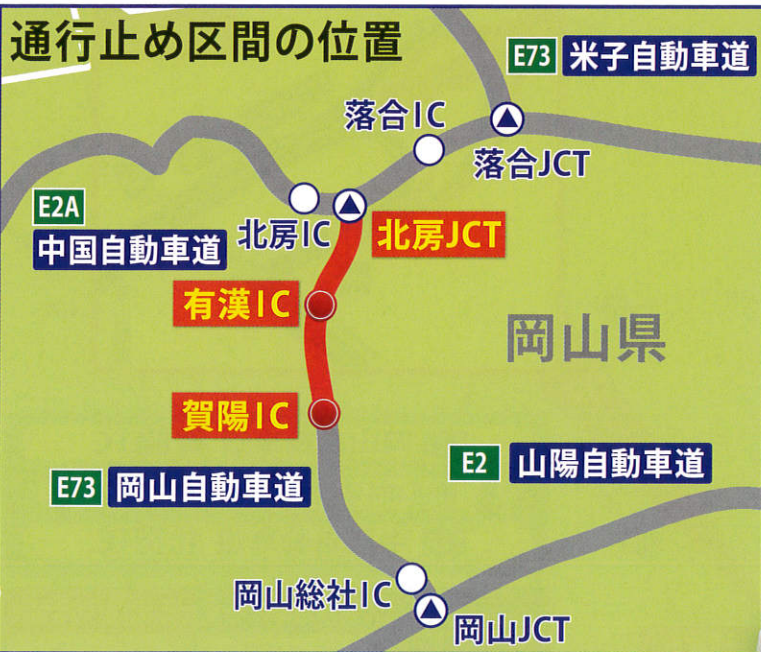 通行止め区間の位置
E73 米子自動車道
落合IC
落合JCT
E2A
中国自動車道
北房IC
北房JCT
有漢IC
岡山県
賀陽IC
E2 山陽自動車道
E73 岡山自動車道
岡山総社IC
岡山JCT